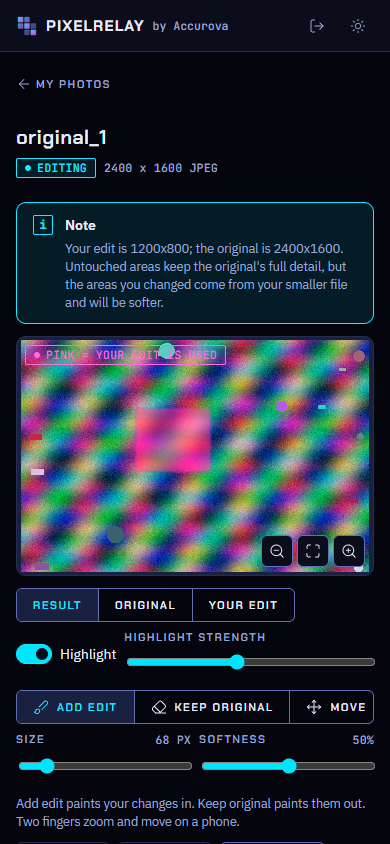 PIXELRELAY by Accurova
MY PHOTOS
original_1
EDITING 2400 x 1600 JPEG
i Note
Your edit is 1200x800; the original is 2400x1600.
Untouched areas keep the original's full detail, but
the areas you changed come from your smaller file
and will be softer.
PINK = YOUR EDIT IS USED
RESULT ORIGINAL YOUR EDIT
HIGHLIGHT STRENGTH
Highlight
ADD EDIT KEEP ORIGINAL MOVE
SIZE 68 PX SOFTNESS 50%
Add edit paints your changes in. Keep original paints them out.
Two fingers zoom and move on a phone.